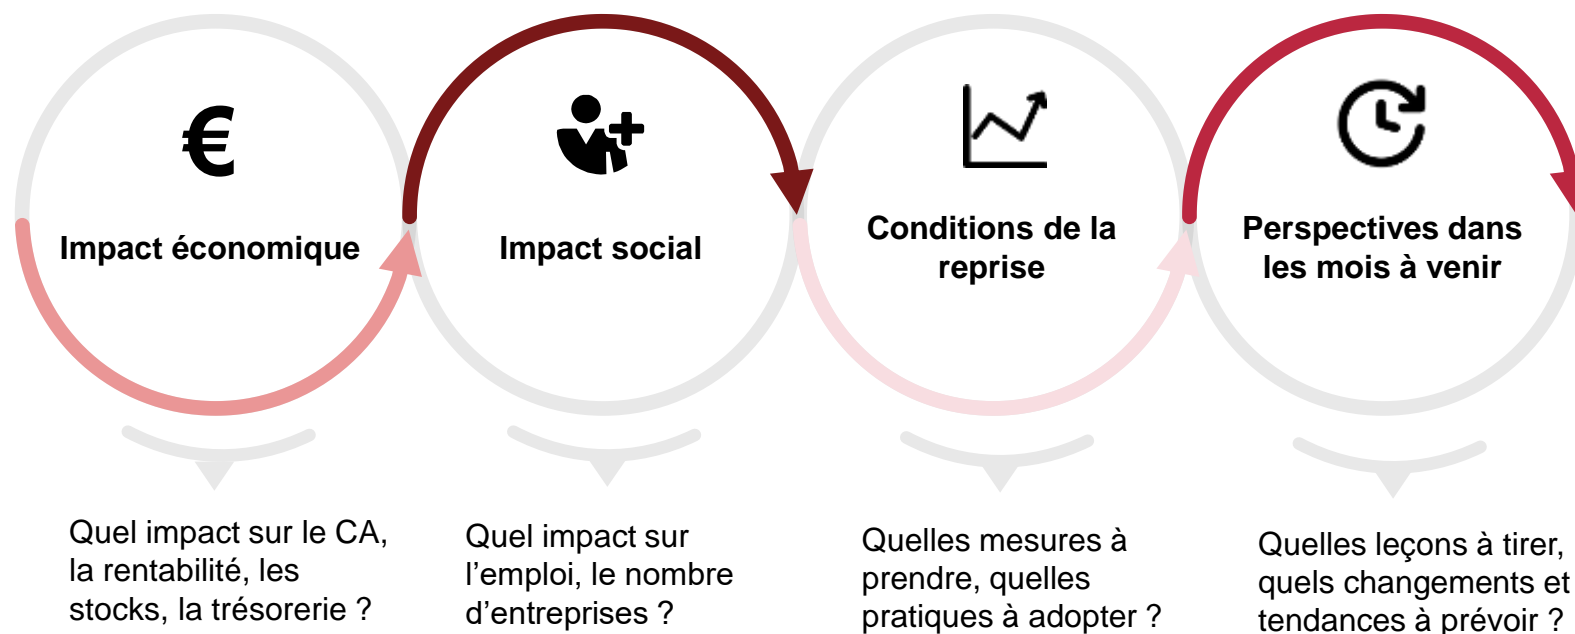 €
Impact économique
Quel impact sur le CA,
la rentabilité, les
stocks, la trésorerie ?
Impact social
Quel impact sur
l’emploi, le nombre
d’entreprises ?
Conditions de la
reprise
Quelles mesures à
prendre, quelles
pratiques à adopter ?
Perspectives dans
les mois à venir
Quelles leçons à tirer,
quels changements et
tendances à prévoir ?